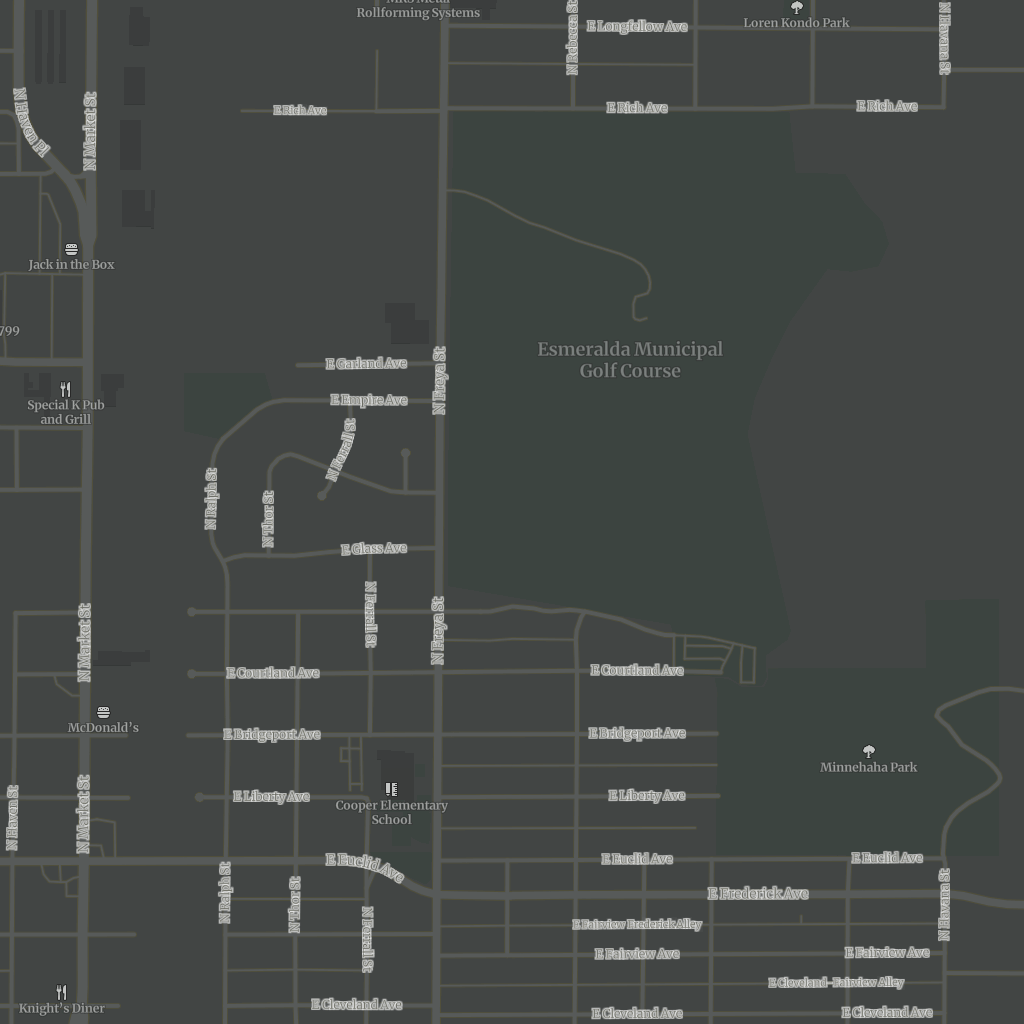 MKS Metal
Rollforming Systems
N Rebecca St
E Longfellow Ave
Loren Kondo Park
N Havana St
N Haven Pl
N Market St
E Rich Ave
E Rich Ave
E Rich Ave
Jack in the Box
799
Esmeralda Municipal
Golf Course
E Garland Ave
N Freya St
E Empire Ave
Special K Pub
and Grill
N Forrall St
N Ralph St
N Thor St
E Glass Ave
N Ferrall St
N Freya St
N Market St
E Courtland Ave
E Courtland Ave
McDonald's
E Bridgeport Ave
E Bridgeport Ave
Minnehaha Park
N Haven St
N Market St
E Liberty Ave
E Liberty Ave
Cooper Elementary
School
E Euclid Ave
E Euclid Ave
E Euclid Ave
N Ralph St
N Thor St
E Frederick Ave
N Havana St
N Ferrall St
E Fairview Frederick Alley
E Fairview Ave
E Fairview Ave
E Cleveland-Fairview Alley
Knight's Diner
E Cleveland Ave
E Cleveland Ave
E Cleveland Ave